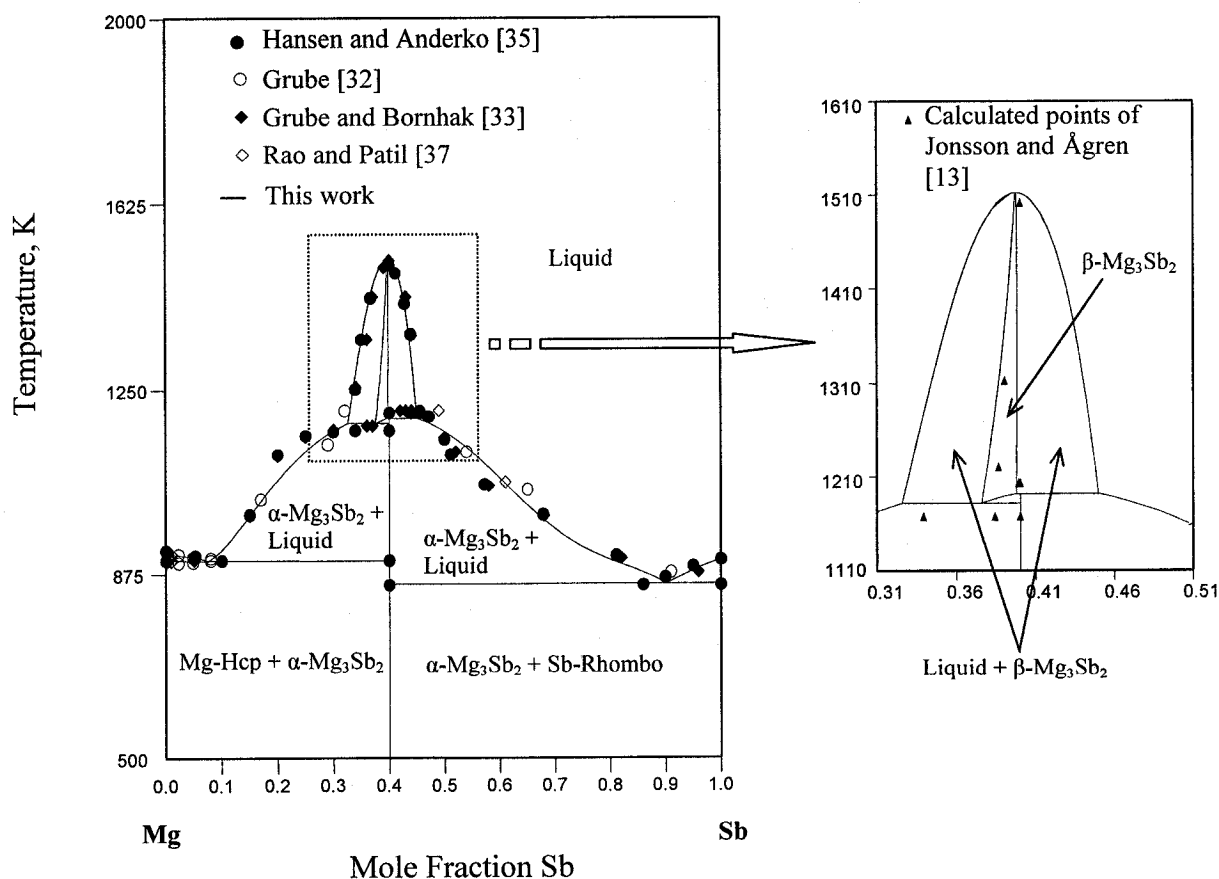 2000
1625
1250
875
500
Temperature, K
Hansen and Anderko [35]
Grube [32]
Grube and Bornhak [33]
Rao and Patil [37
This work
Liquid
α-Mg₃Sb₂ +
Liquid
α-Mg₃Sb₂ +
Liquid
Mg-Hcp + α-Mg₃Sb₂
α-Mg₃Sb₂ + Sb-Rhombo
0.0 0.1 0.2 0.3 0.4 0.5 0.6 0.7 0.8 0.9 1.0
Mg
Sb
Mole Fraction Sb
1610
1510
1410
1310
1210
1110
Calculated points of
Jonsson and Ågren
[13]
β-Mg₃Sb₂
0.31 0.36 0.41 0.46 0.51
Liquid + β-Mg₃Sb₂